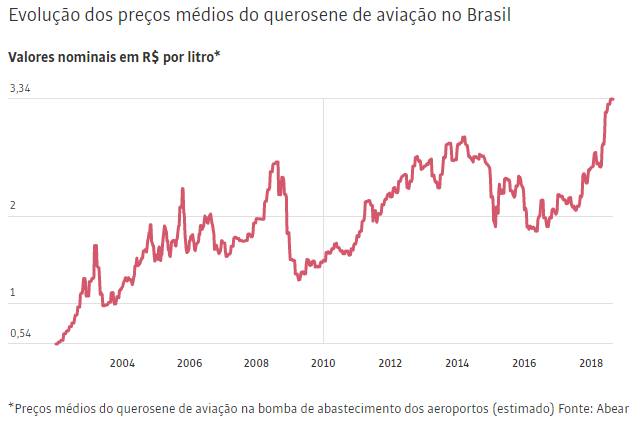 Evolução dos preços médios do querosene de aviação no Brasil
Valores nominais em R$ por litro*
3,34
2
1
0,54
2004 2006 2008 2010 2012 2014 2016 2018
*Preços médios do querosene de aviação na bomba de abastecimento dos aeroportos (estimado) Fonte: Abear